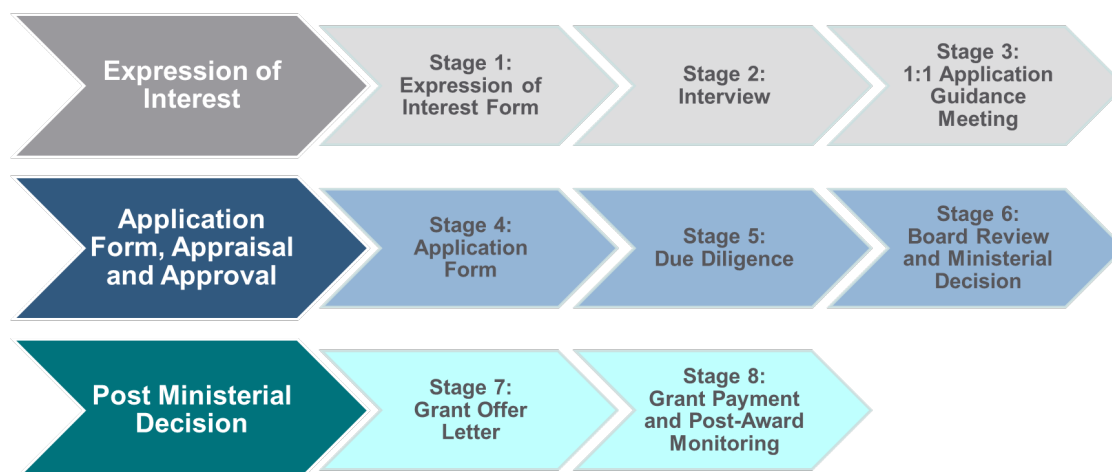 Expression of
Interest
Stage 1:
Expression of
Interest Form
Stage 2:
Interview
Stage 3:
1:1 Application
Guidance
Meeting
Application
Form, Appraisal
and Approval
Stage 4:
Application
Form
Stage 5:
Due Diligence
Stage 6:
Board Review
and Ministerial
Decision
Post Ministerial
Decision
Stage 7:
Grant Offer
Letter
Stage 8:
Grant Payment
and Post-Award
Monitoring